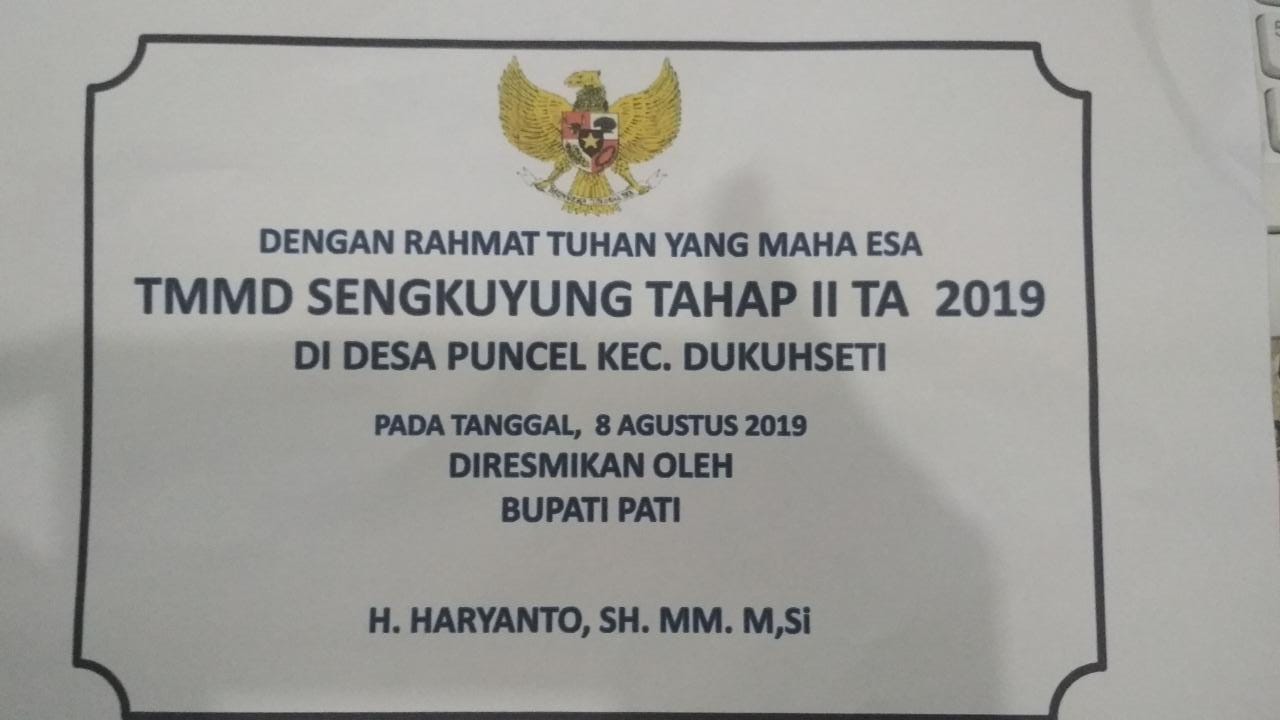 DENGAN RAHMAT TUHAN YANG MAHA ESA
TMMD SENGKUYUNG TAHAP II TA 2019
DI DESA PUNCEL KEC. DUKUHSETI
PADA TANGGAL, 8 AGUSTUS 2019
DIRESMIKAN OLEH
BUPATI PATI
H. HARYANTO, SH. MM. M,Si